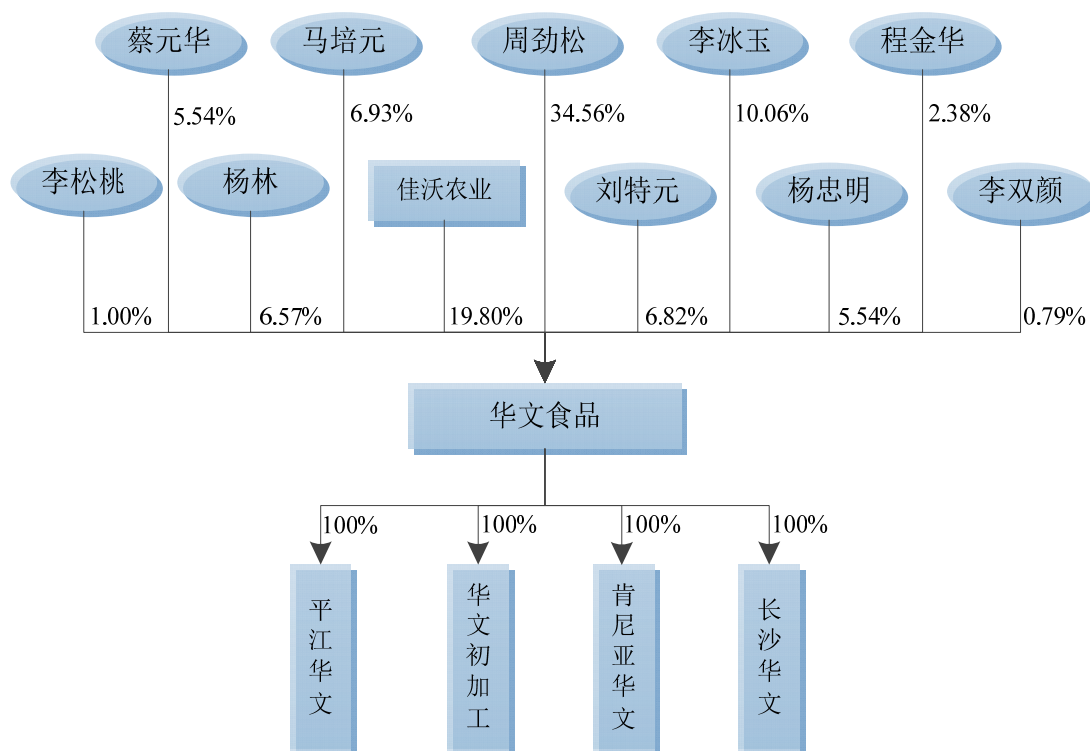 蔡元华
马培元
周劲松
李冰玉
程金华
5.54%
6.93%
34.56%
10.06%
2.38%
李松桃
杨林
佳沃农业
刘特元
杨忠明
李双颜
1.00%
6.57%
19.80%
6.82%
5.54%
0.79%
华文食品
100%
100%
100%
100%
平江华文
华文初加工
肯尼亚华文
长沙华文